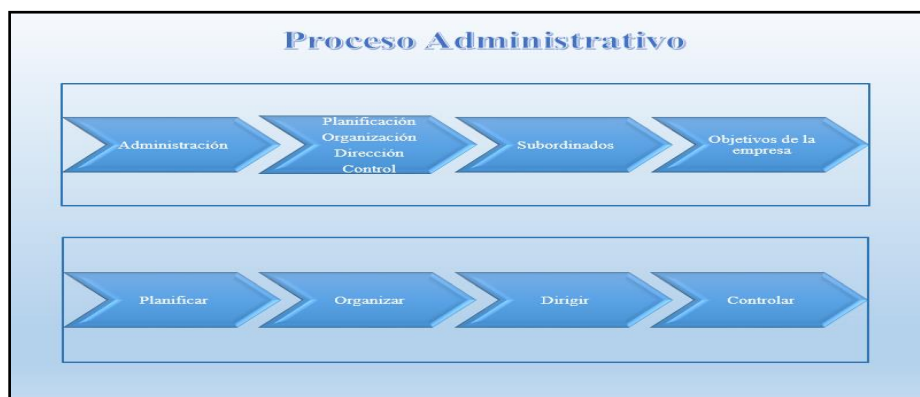 Proceso Administrativo
Administración
Planificación
Organización
Dirección
Control
Subordinados
Objetivos de la
empresa
Planificar
Organizar
Dirigir
Controlar